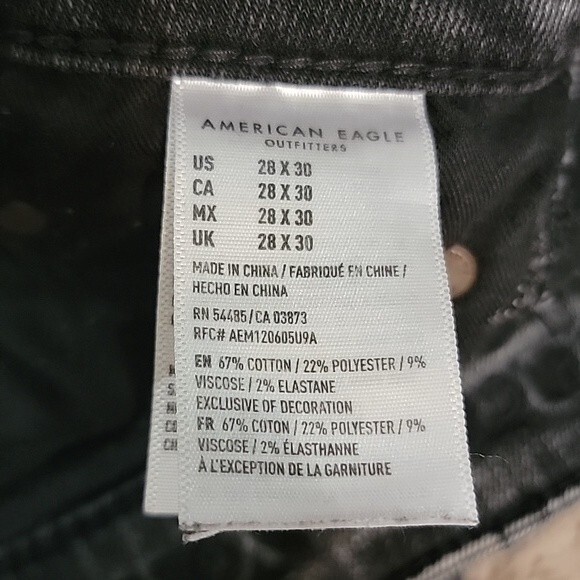 AMERICAN EAGLE
OUTFITTERS
US 28 X 30
CA 28 X 30
MX 28 X 30
UK 28 X 30
MADE IN CHINA / FABRIQUÉ EN CHINE /
HECHO EN CHINA
RN 54485 / CA 03873
RFC# AEM120605U9A
EN 67% COTTON / 22% POLYESTER / 9%
VISCOSE / 2% ELASTANE
EXCLUSIVE OF DECORATION
FR 67% COTON / 22% POLYESTER / 9%
VISCOSE / 2% ÉLASTHANNE
À L'EXCEPTION DE LA GARNITURE